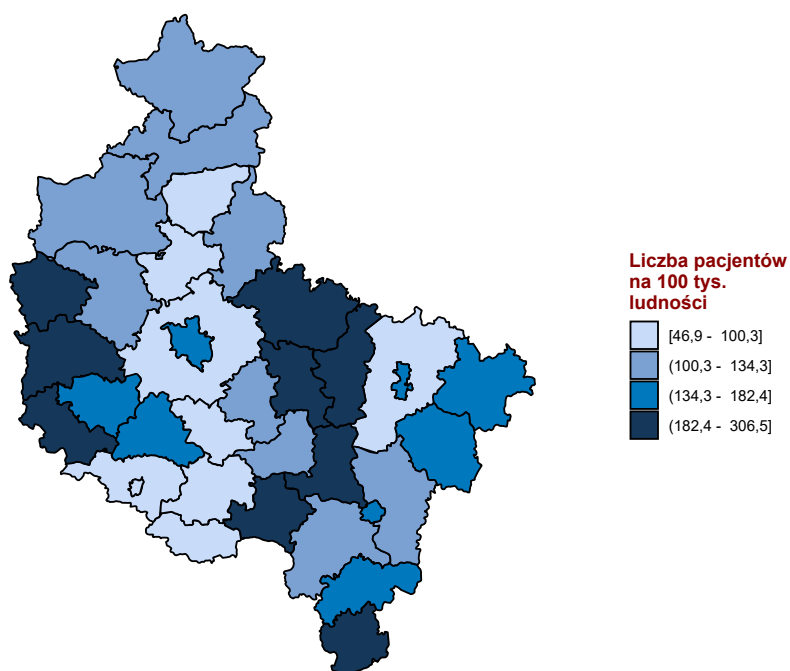 Liczba pacjentów
na 100 tys.
ludności
[46,9 - 100,3]
(100,3 - 134,3]
(134,3 - 182,4]
(182,4 - 306,5]